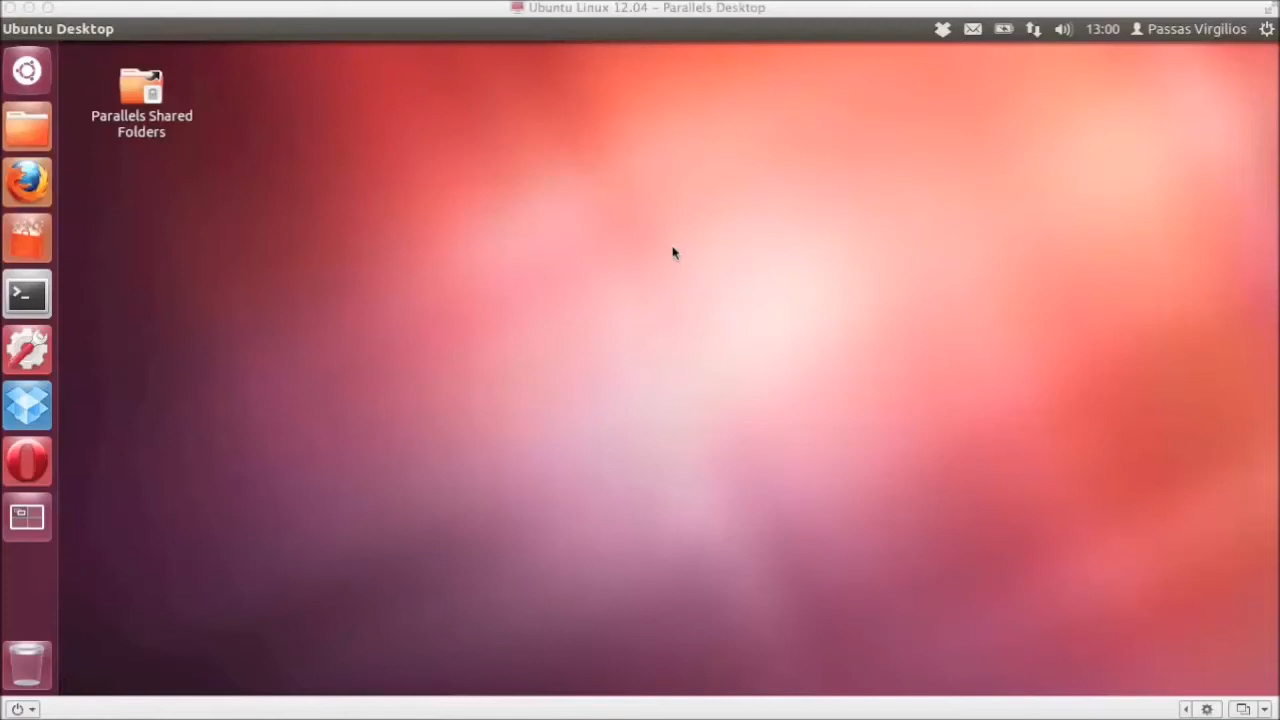 Ubuntu Linux 12.04 – Parallels Desktop
Ubuntu Desktop
13:00
Passas Virgilios
Parallels Shared
Folders
>_